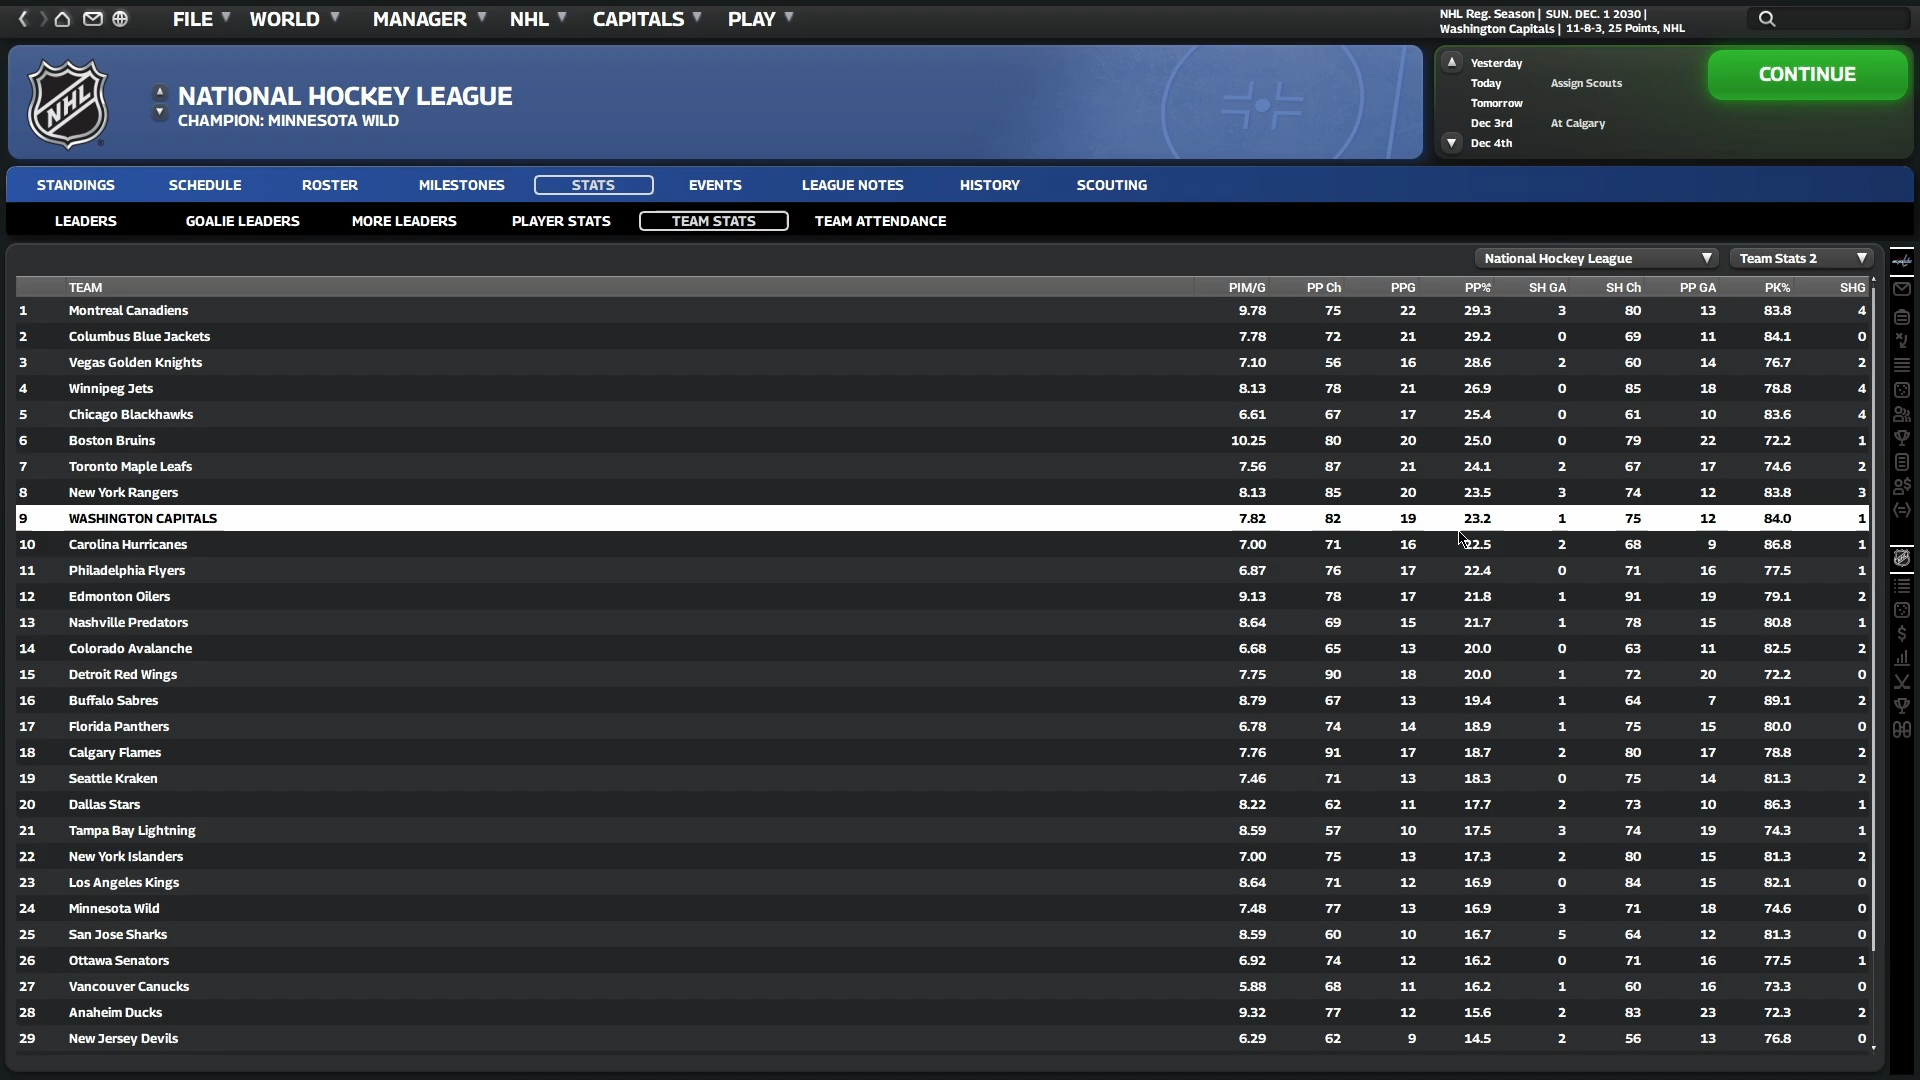 FILE WORLD MANAGER NHL CAPITALS PLAY
NHL Reg. Season | SUN. DEC. 1 2030 |
Washington Capitals | 11-8-3, 25 Points, NHL
NHL
NATIONAL HOCKEY LEAGUE
CHAMPION: MINNESOTA WILD
Yesterday
Today Assign Scouts
Tomorrow
Dec 3rd At Calgary
Dec 4th
CONTINUE
STANDINGS SCHEDULE ROSTER MILESTONES STATS EVENTS LEAGUE NOTES HISTORY SCOUTING
LEADERS GOALIE LEADERS MORE LEADERS PLAYER STATS TEAM STATS TEAM ATTENDANCE
National Hockey League Team Stats 2
TEAM PIM/G PP Ch PPG PP% SH GA SH Ch PP GA PK% SHG
1 Montreal Canadiens 9.78 75 22 29.3 3 80 13 83.8 4
2 Columbus Blue Jackets 7.78 72 21 29.2 0 69 11 84.1 0
3 Vegas Golden Knights 7.10 56 16 28.6 2 60 14 76.7 2
4 Winnipeg Jets 8.13 78 21 26.9 0 85 18 78.8 4
5 Chicago Blackhawks 6.61 67 17 25.4 0 61 10 83.6 4
6 Boston Bruins 10.25 80 20 25.0 0 79 22 72.2 1
7 Toronto Maple Leafs 7.56 87 21 24.1 2 67 17 74.6 2
8 New York Rangers 8.13 85 20 23.5 3 74 12 83.8 3
9 WASHINGTON CAPITALS 7.82 82 19 23.2 1 75 12 84.0 1
10 Carolina Hurricanes 7.00 71 16 22.5 2 68 9 86.8 1
11 Philadelphia Flyers 6.87 76 17 22.4 0 71 16 77.5 1
12 Edmonton Oilers 9.13 78 17 21.8 1 91 19 79.1 2
13 Nashville Predators 8.64 69 15 21.7 1 78 15 80.8 1
14 Colorado Avalanche 6.68 65 13 20.0 0 63 11 82.5 2
15 Detroit Red Wings 7.75 90 18 20.0 1 72 20 72.2 0
16 Buffalo Sabres 8.79 67 13 19.4 1 64 7 89.1 2
17 Florida Panthers 6.78 74 14 18.9 1 75 15 80.0 0
18 Calgary Flames 7.76 91 17 18.7 2 80 17 78.8 2
19 Seattle Kraken 7.46 71 13 18.3 0 75 14 81.3 2
20 Dallas Stars 8.22 62 11 17.7 2 73 10 86.3 1
21 Tampa Bay Lightning 8.59 57 10 17.5 3 74 19 74.3 1
22 New York Islanders 7.00 75 13 17.3 2 80 15 81.3 2
23 Los Angeles Kings 8.64 71 12 16.9 0 84 15 82.1 0
24 Minnesota Wild 7.48 77 13 16.9 3 71 18 74.6 0
25 San Jose Sharks 8.59 60 10 16.7 5 64 12 81.3 0
26 Ottawa Senators 6.92 74 12 16.2 0 71 16 77.5 1
27 Vancouver Canucks 5.88 68 11 16.2 1 60 16 73.3 0
28 Anaheim Ducks 9.32 77 12 15.6 2 83 23 72.3 2
29 New Jersey Devils 6.29 62 9 14.5 2 56 13 76.8 0